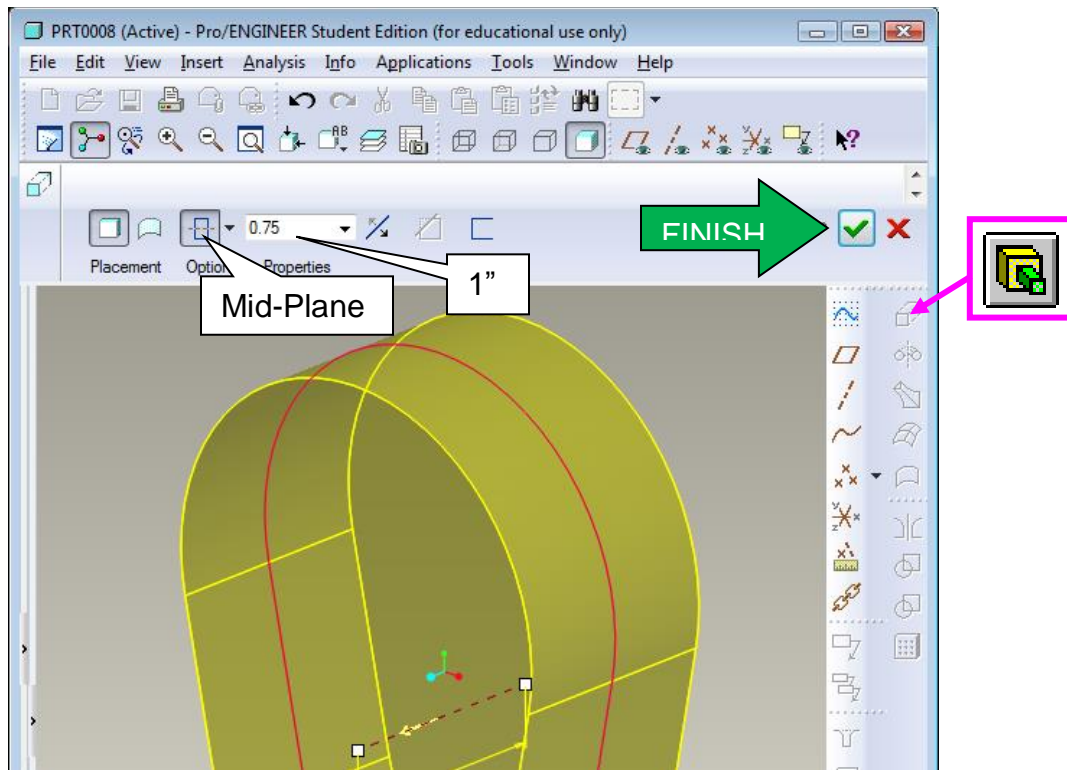 PRT0008 (Active) - Pro/ENGINEER Student Edition (for educational use only)
File Edit View Insert Analysis Info Applications Tools Window Help
0.75
FINISH
Placement Option Properties
Mid-Plane
1”